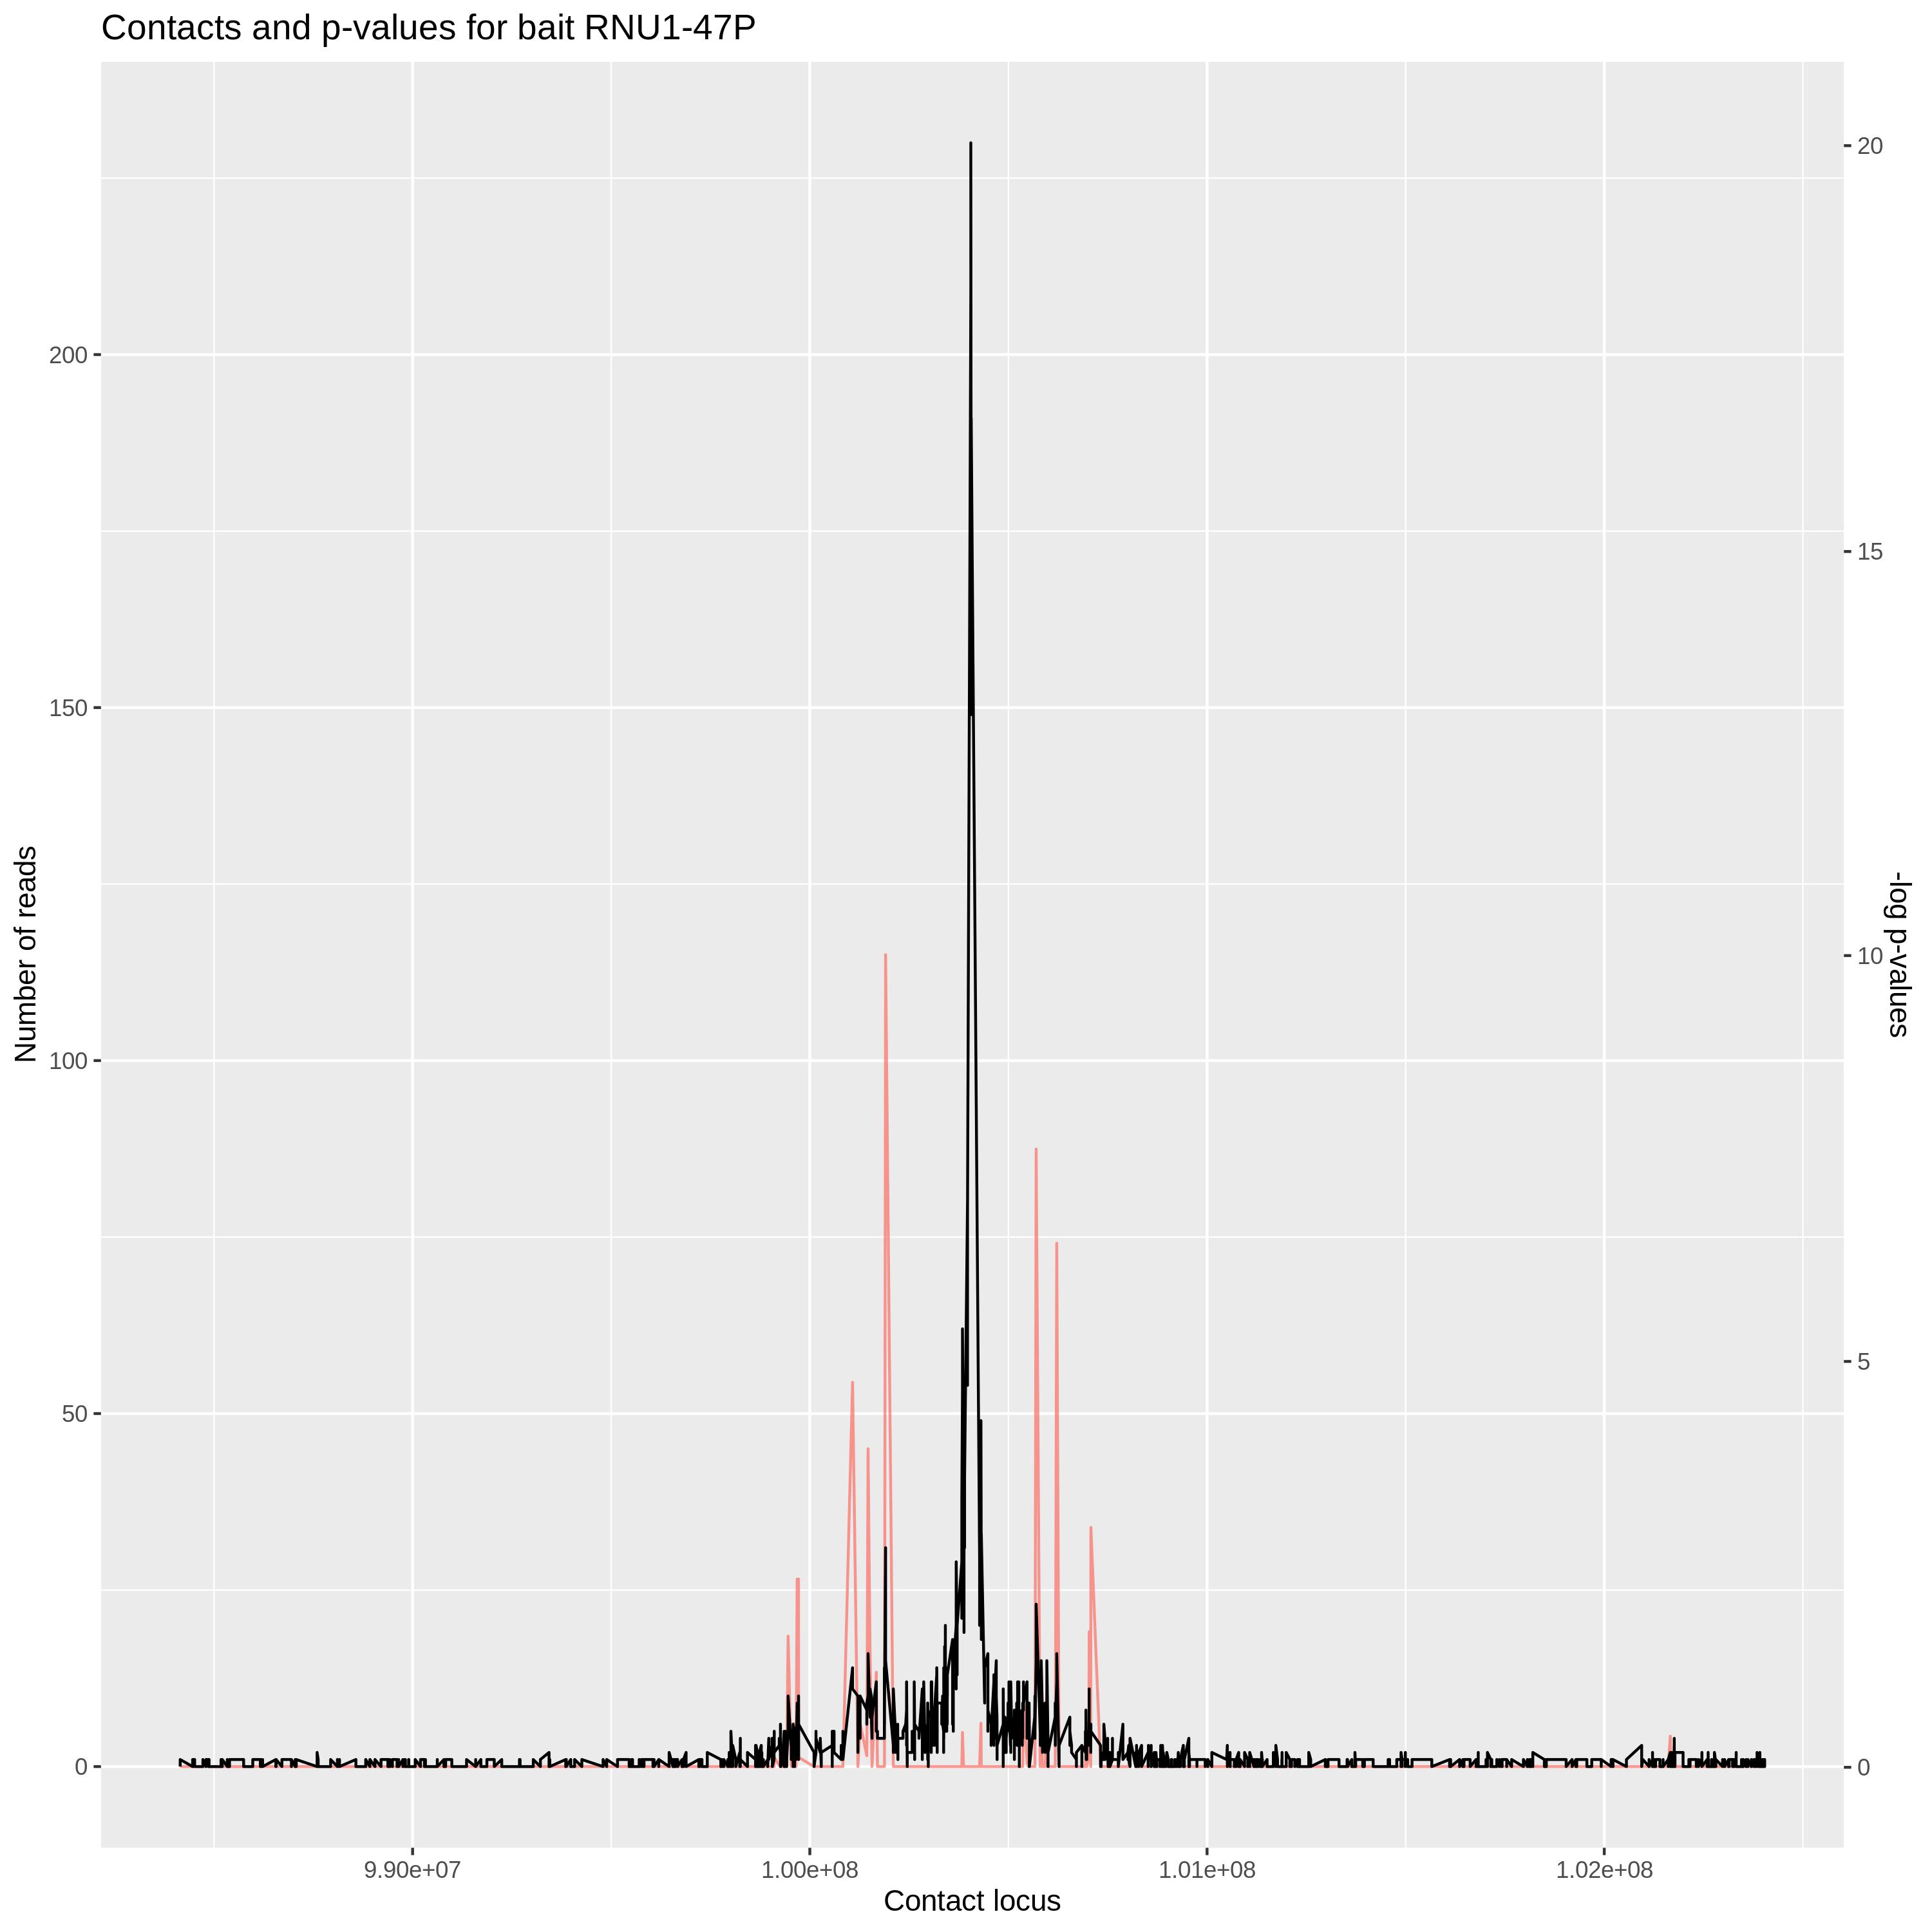 Contacts and p-values for bait RNU1-47P
200
150
100
50
0
Number of reads
20
15
10
5
0
-log p-values
9.90e+07
1.00e+08
1.01e+08
1.02e+08
Contact locus